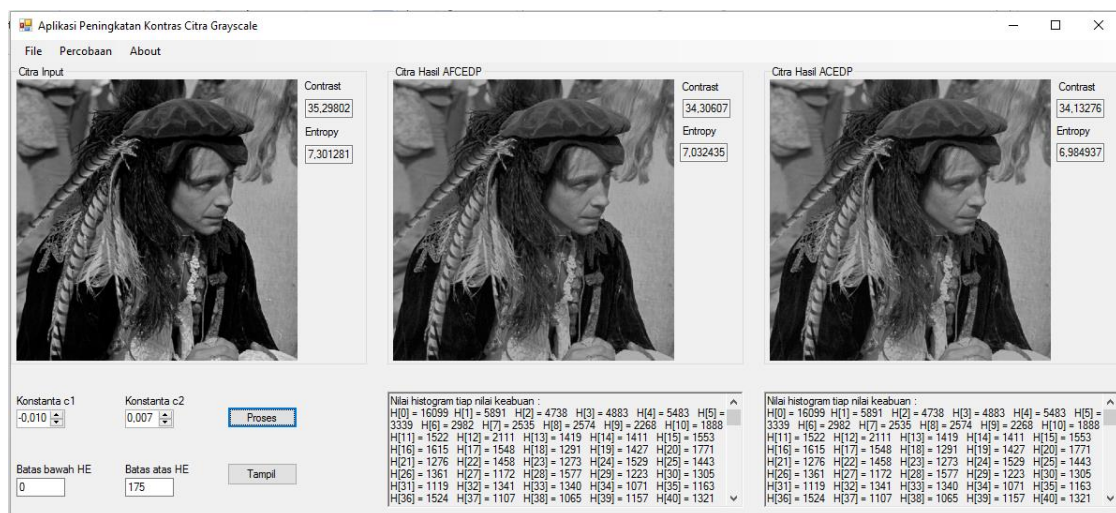 Aplikasi Peningkatan Kontras Citra Grayscale
File Percobaan About
Citra Input
Contrast
35,29802
Entropy
7,301281
Citra Hasil AFCEDP
Contrast
34,30607
Entropy
7,032435
Citra Hasil ACEDP
Contrast
34,13276
Entropy
6,984937
Konstanta c1
-0,010
Konstanta c2
0,007
Proses
Batas bawah HE
0
Batas atas HE
175
Tampil
Nilai histogram tiap nilai keabuan :
H[0] = 16099 H[1] = 5891 H[2] = 4738 H[3] = 4883 H[4] = 5483 H[5] =
3339 H[6] = 2982 H[7] = 2535 H[8] = 2574 H[9] = 2268 H[10] = 1888
H[11] = 1522 H[12] = 2111 H[13] = 1419 H[14] = 1411 H[15] = 1553
H[16] = 1615 H[17] = 1548 H[18] = 1291 H[19] = 1427 H[20] = 1771
H[21] = 1276 H[22] = 1458 H[23] = 1273 H[24] = 1529 H[25] = 1443
H[26] = 1361 H[27] = 1172 H[28] = 1577 H[29] = 1223 H[30] = 1305
H[31] = 1119 H[32] = 1341 H[33] = 1340 H[34] = 1071 H[35] = 1163
H[36] = 1524 H[37] = 1107 H[38] = 1065 H[39] = 1157 H[40] = 1321
Nilai histogram tiap nilai keabuan :
H[0] = 16099 H[1] = 5891 H[2] = 4738 H[3] = 4883 H[4] = 5483 H[5] =
3339 H[6] = 2982 H[7] = 2535 H[8] = 2574 H[9] = 2268 H[10] = 1888
H[11] = 1522 H[12] = 2111 H[13] = 1419 H[14] = 1411 H[15] = 1553
H[16] = 1615 H[17] = 1548 H[18] = 1291 H[19] = 1427 H[20] = 1771
H[21] = 1276 H[22] = 1458 H[23] = 1273 H[24] = 1529 H[25] = 1443
H[26] = 1361 H[27] = 1172 H[28] = 1577 H[29] = 1223 H[30] = 1305
H[31] = 1119 H[32] = 1341 H[33] = 1340 H[34] = 1071 H[35] = 1163
H[36] = 1524 H[37] = 1107 H[38] = 1065 H[39] = 1157 H[40] = 1321